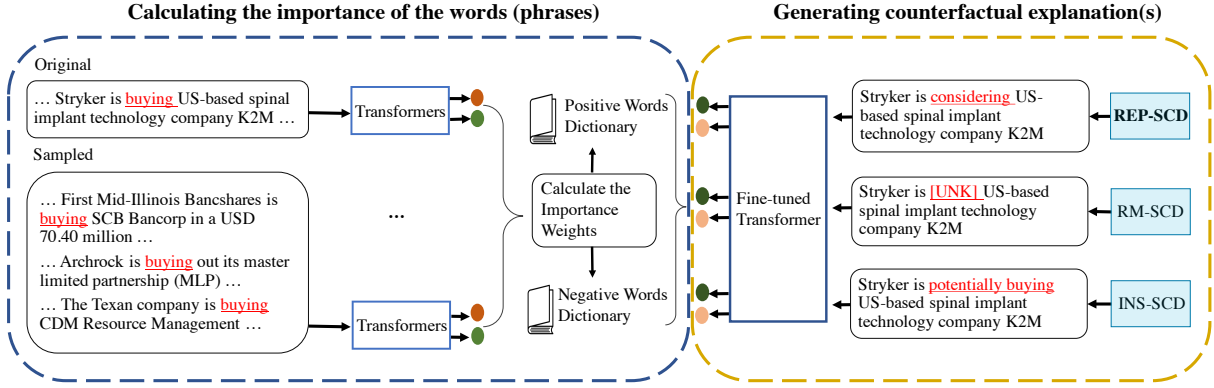 Calculating the importance of the words (phrases)
Generating counterfactual explanation(s)
Original
… Stryker is buying US-based spinal
implant technology company K2M …
Transformers
Sampled
… First Mid-Illinois Bancshares is
buying SCB Bancorp in a USD
70.40 million …
… Archrock is buying out its master
limited partnership (MLP) …
… The Texan company is buying
CDM Resource Management …
...
Transformers
Positive Words
Dictionary
Calculate the
Importance
Weights
Negative Words
Dictionary
Fine-tuned
Transformer
Stryker is considering US-
based spinal implant
technology company K2M
REP-SCD
Stryker is [UNK] US-based
spinal implant technology
company K2M
RM-SCD
Stryker is potentially buying
US-based spinal implant
technology company K2M
INS-SCD